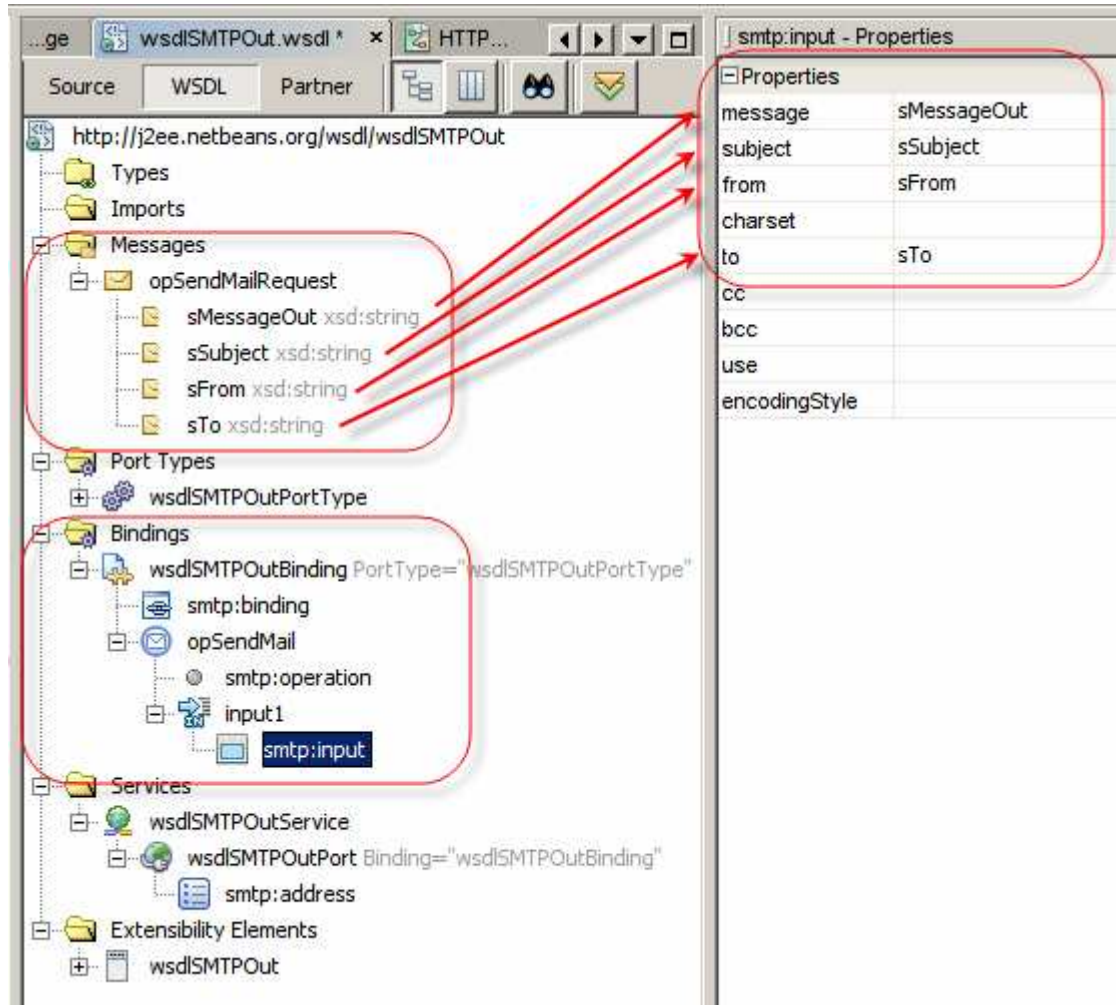 ...ge wsdlSMTPOut.wsdl * × HTTP...
Source WSDL Partner
http://j2ee.netbeans.org/wsdl/wsdlSMTPOut
Types
Imports
Messages
opSendMailRequest
sMessageOut xsd:string
sSubject xsd:string
sFrom xsd:string
sTo xsd:string
Port Types
wsdlSMTPOutPortType
Bindings
wsdlSMTPOutBinding PortType="wsdlSMTPOutPortType"
smtp:binding
opSendMail
smtp:operation
IN input1
smtp:input
Services
wsdlSMTPOutService
wsdlSMTPOutPort Binding="wsdlSMTPOutBinding"
smtp:address
Extensibility Elements
wsdlSMTPOut
smtp:input - Properties
Properties
message sMessageOut
subject sSubject
from sFrom
charset
to sTo
cc
bcc
use
encodingStyle